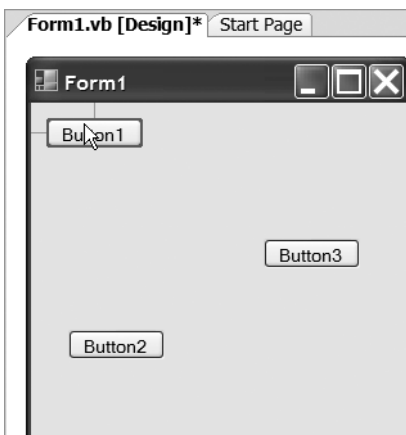 Form1.vb [Design]* Start Page
Form1
Button1
Button3
Button2